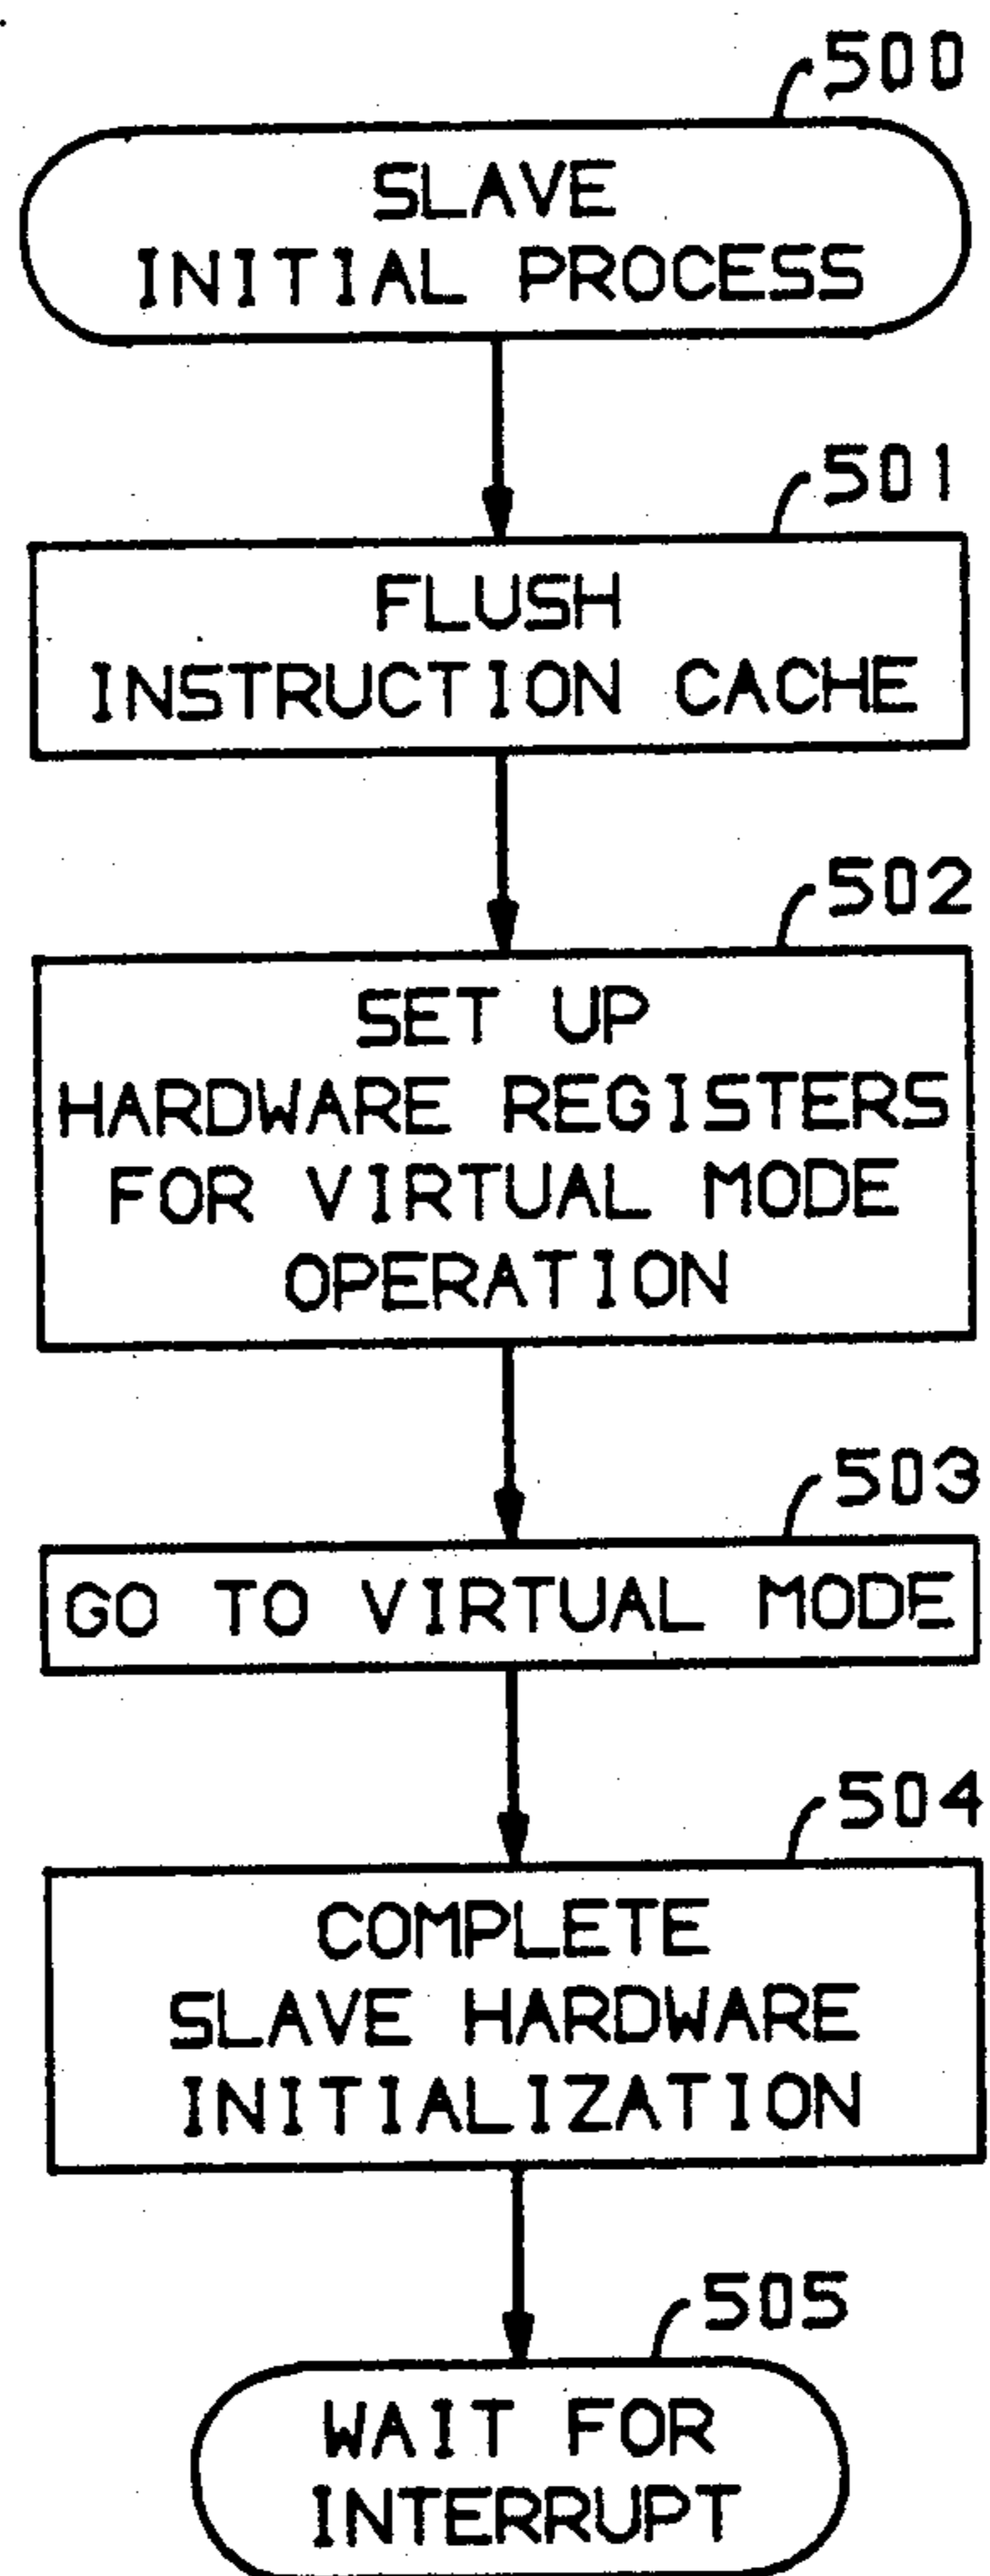 500
SLAVE
INITIAL PROCESS
501
FLUSH
INSTRUCTION CACHE
502
SET UP
HARDWARE REGISTERS
FOR VIRTUAL MODE
OPERATION
503
GO TO VIRTUAL MODE
504
COMPLETE
SLAVE HARDWARE
INITIALIZATION
505
WAIT FOR
INTERRUPT